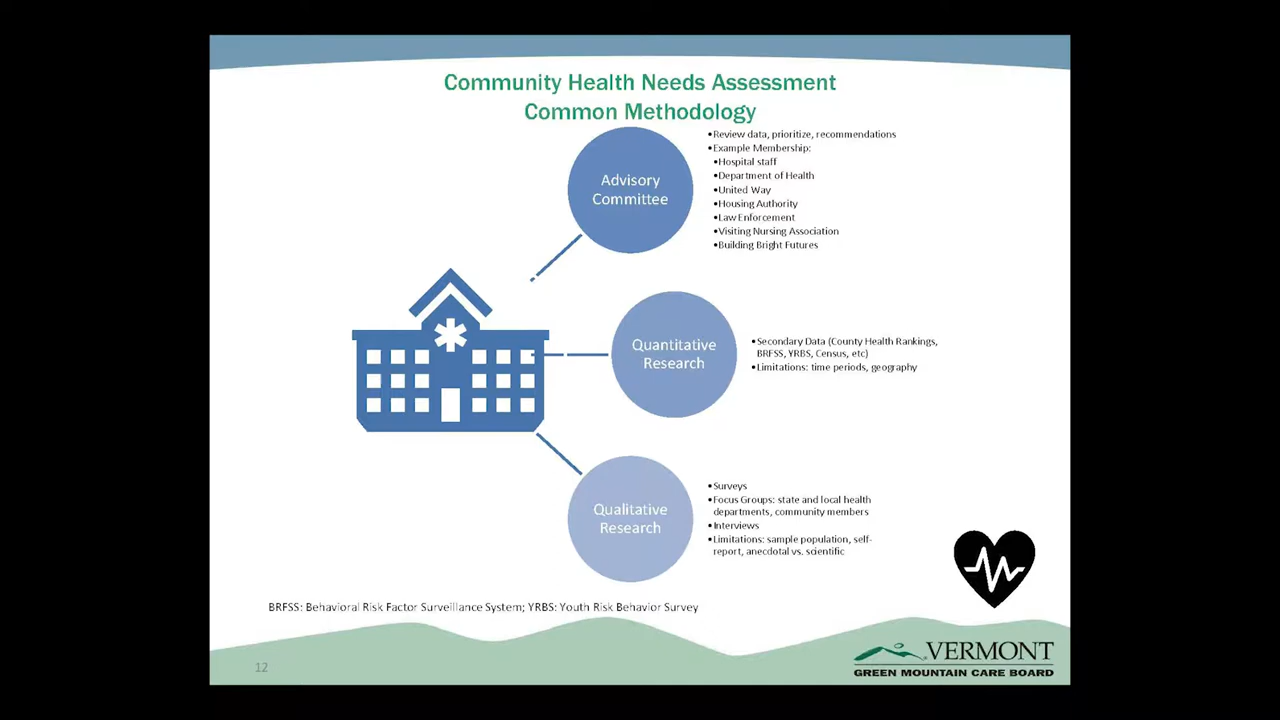 Community Health Needs Assessment
Common Methodology
Advisory
Committee
•Review data, prioritize, recommendations
•Example Membership:
•Hospital staff
•Department of Health
•United Way
•Housing Authority
•Law Enforcement
•Visiting Nursing Association
•Building Bright Futures
Quantitative
Research
•Secondary Data (County Health Rankings,
BRFSS, YRBS, Census, etc)
•Limitations: time periods, geography
Qualitative
Research
•Surveys
•Focus Groups: state and local health
departments, community members
•Interviews
•Limitations: sample population, self-
report, anecdotal vs. scientific
BRFSS: Behavioral Risk Factor Surveillance System; YRBS: Youth Risk Behavior Survey
12
VERMONT
GREEN MOUNTAIN CARE BOARD